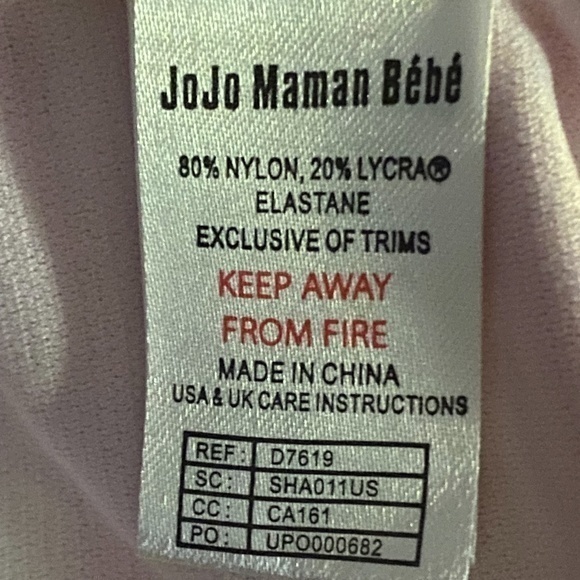 JoJo Maman Bébé
80% NYLON, 20% LYCRA®
ELASTANE
EXCLUSIVE OF TRIMS
KEEP AWAY
FROM FIRE
MADE IN CHINA
USA & UK CARE INSTRUCTIONS
REF: D7619
SC: SHA011US
CC: CA161
PO: UPO000682